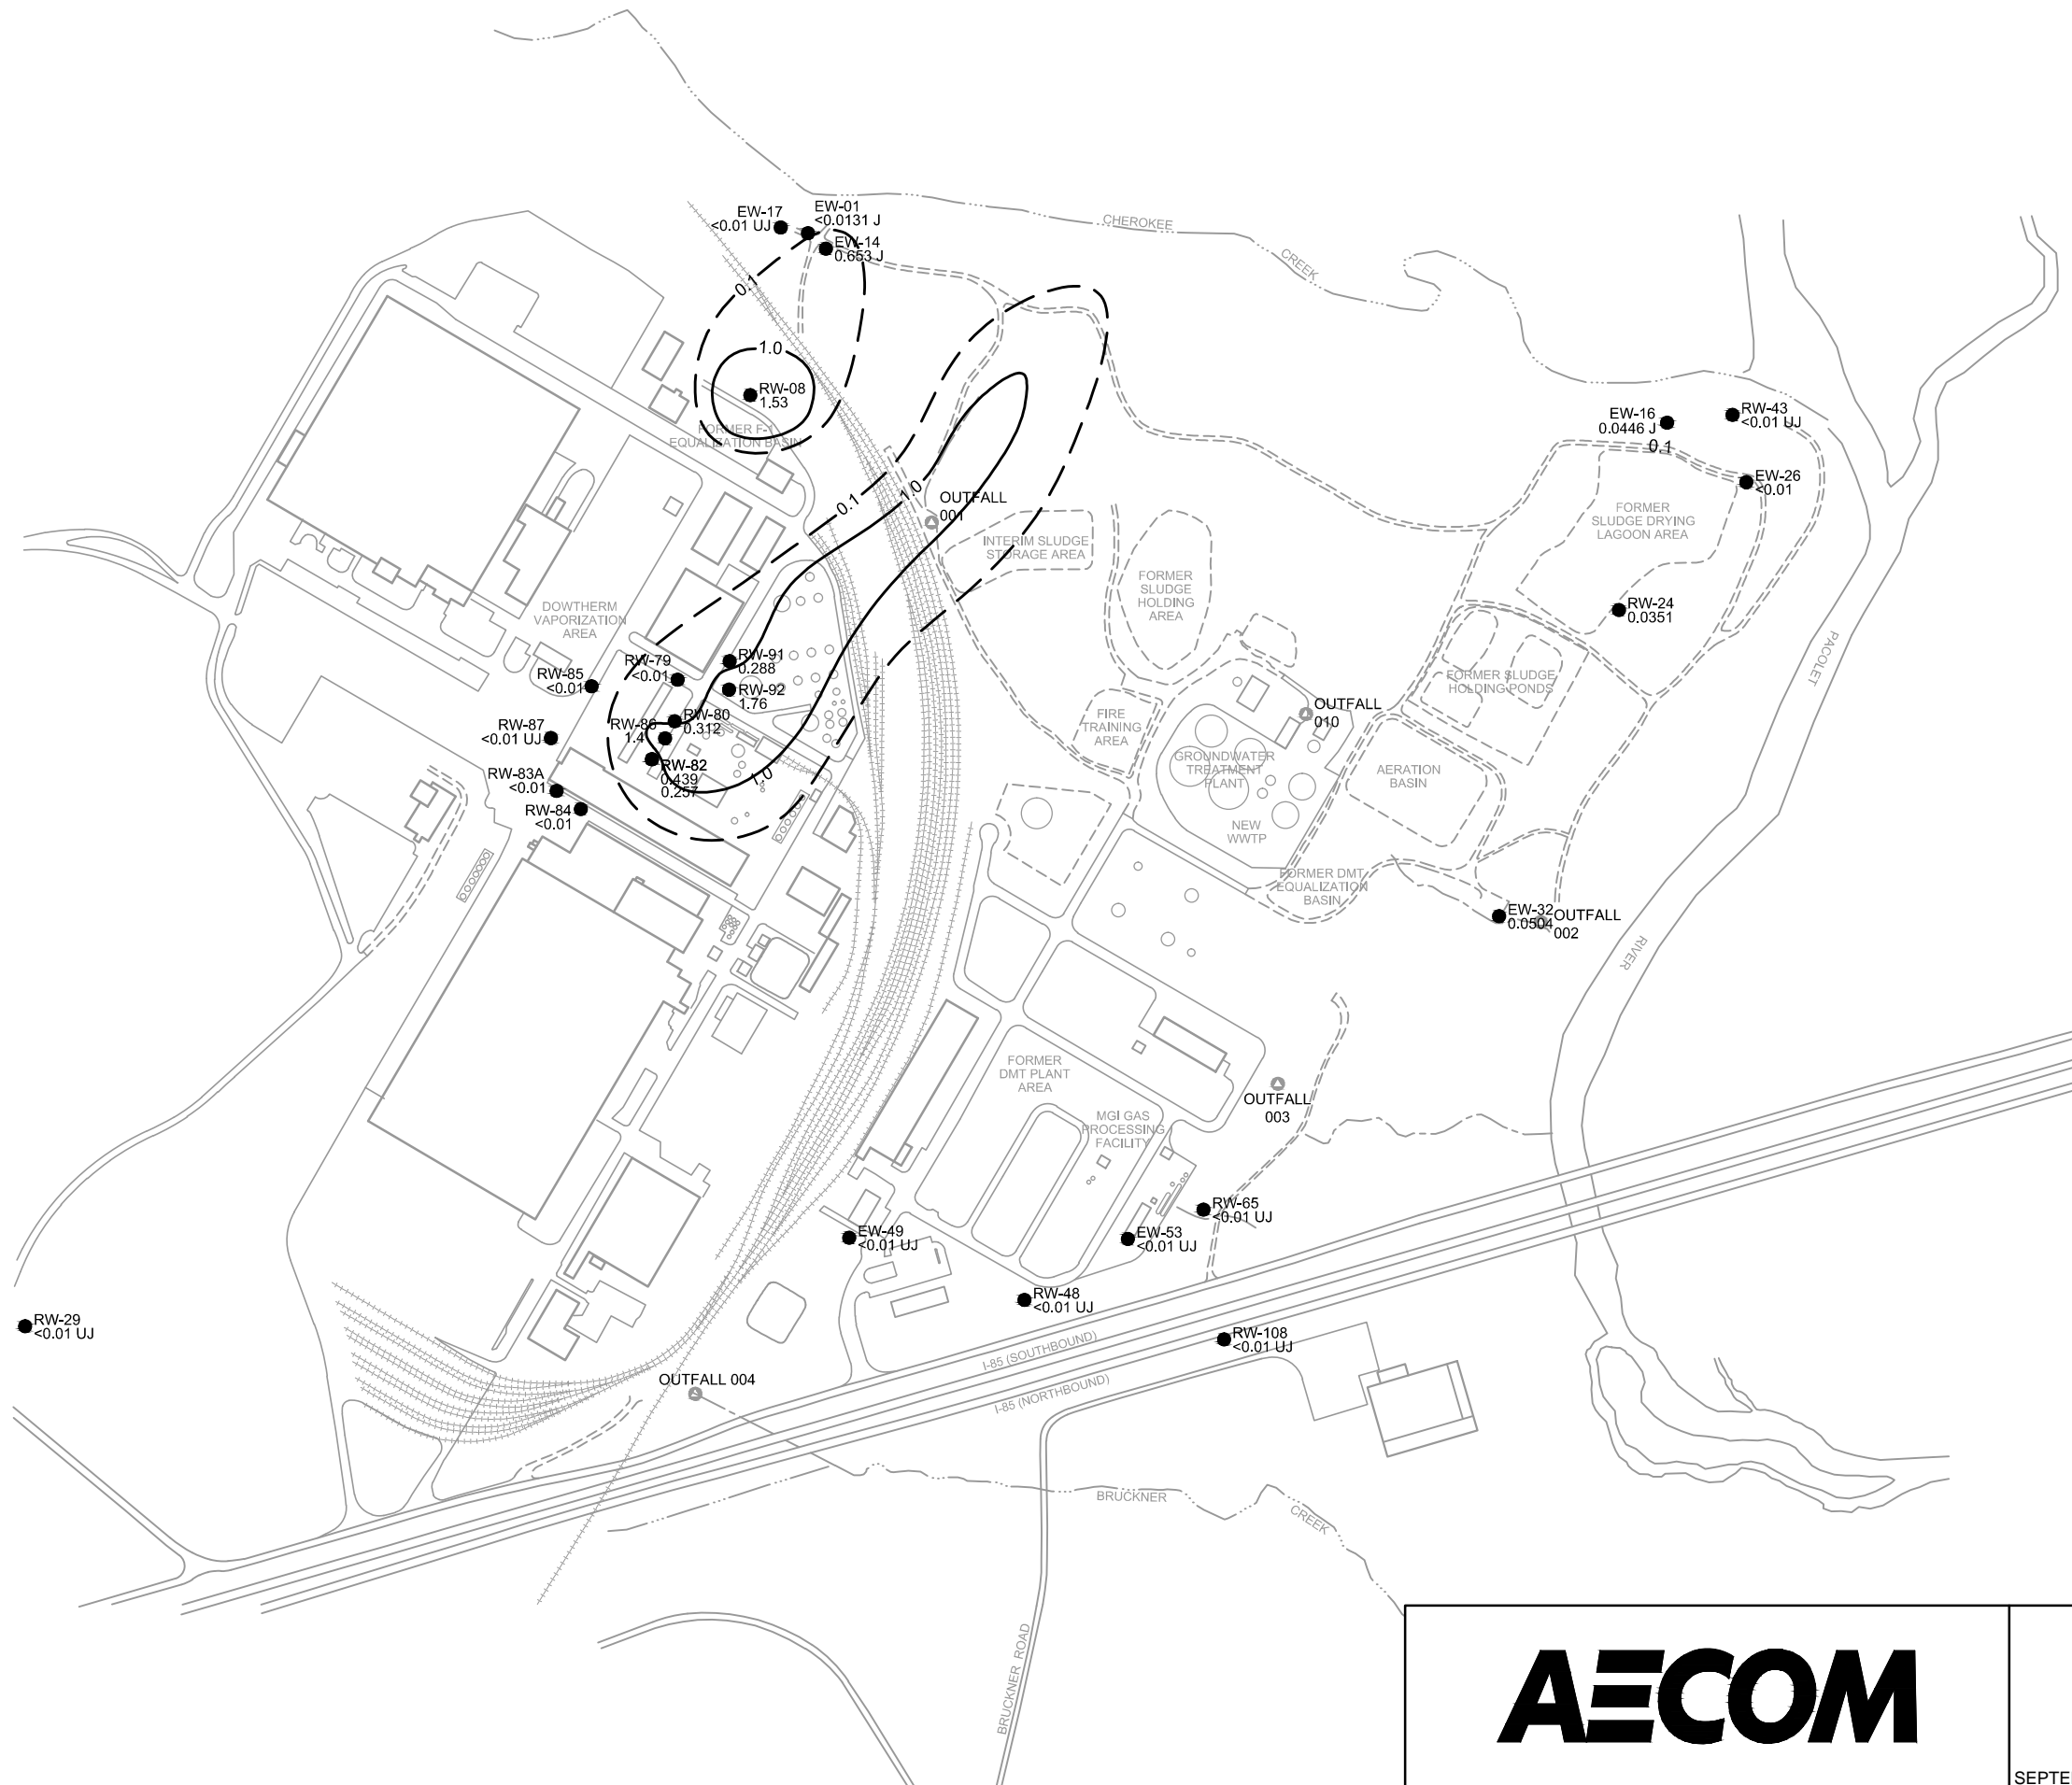 EW-17
<0.01 UJ
EW-01
<0.0131 J
EW-14
0.653 J
CHEROKEE
CREEK
0.1
1.0
RW-08
1.53
FORMER F-1
EQUALISATION BASIN
EW-16
0.0446 J
RW-43
<0.01 UJ
0.1
EW-26
<0.01
0.1
1.0
OUTFALL
001
INTERIM SLUDGE
STORAGE AREA
FORMER
SLUDGE DRYING
LAGOON AREA
FORMER
SLUDGE
HOLDING
AREA
DOWTHERM
VAPORIZATION
AREA
RW-24
0.0351
PACOLET
RW-91
0.288
RW-79
<0.01
RW-85
<0.01
RW-92
1.76
FORMER SLUDGE
HOLDING PONDS
RW-80
0.312
RW-86
1.4
RW-87
<0.01 UJ
FIRE
TRAINING
AREA
OUTFALL
010
GROUNDWATER
TREATMENT
PLANT
AERATION
BASIN
RW-82
0.439
0.257
1.0
RW-83A
<0.01
RW-84
<0.01
NEW
WWTP
FORMER DMT
EQUALIZATION
BASIN
EW-32
0.0504
OUTFALL
002
RIVER
FORMER
DMT PLANT
AREA
OUTFALL
003
MGI GAS
PROCESSING
FACILITY
RW-65
<0.01 UJ
EW-49
<0.01 UJ
EW-53
<0.01 UJ
RW-48
<0.01 UJ
RW-29
<0.01 UJ
RW-108
<0.01 UJ
I-85 (SOUTHBOUND)
I-85 (NORTHBOUND)
OUTFALL 004
BRUCKNER
CREEK
BRUCKNER ROAD
AECOM
SEPTE